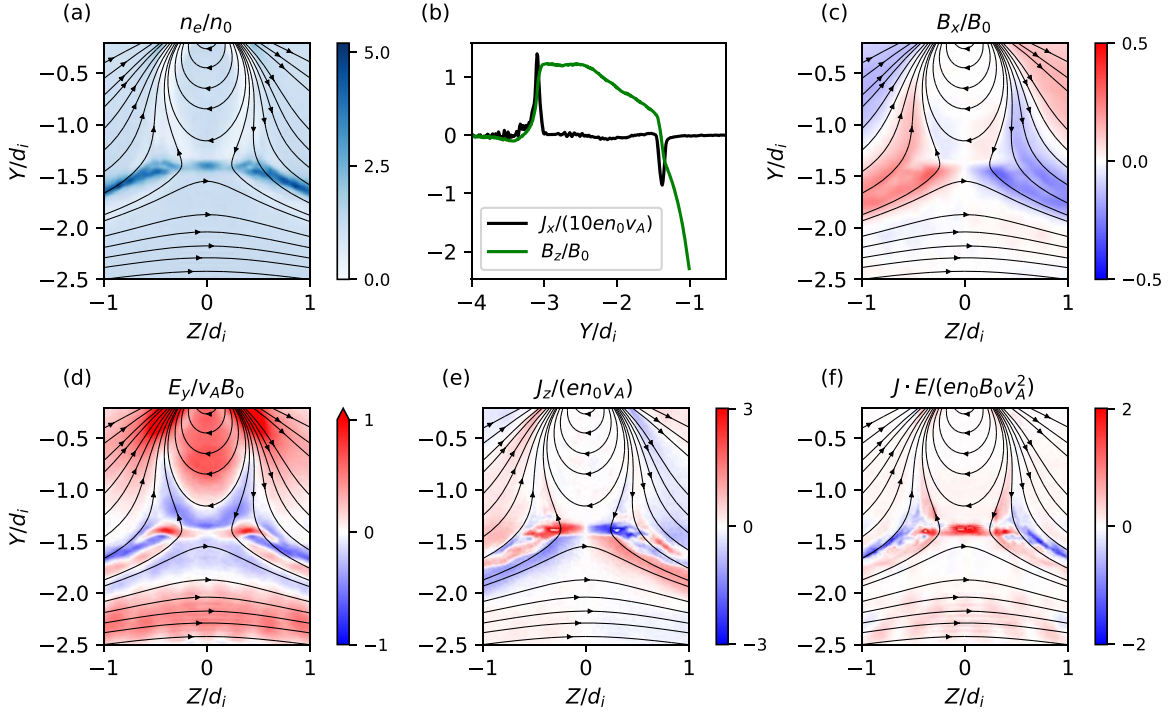 (a)
n_e/n_0
5.0
2.5
0.0
−0.5
−1.0
−1.5
−2.0
−2.5
Y/d_i
−1
0
1
Z/d_i
(b)
1
0
−1
−2
J_x/(10en_0v_A)
B_z/B_0
−4
−3
−2
−1
Y/d_i
(c)
B_x/B_0
0.5
0.0
−0.5
−0.5
−1.0
−1.5
−2.0
−2.5
Y/d_i
−1
0
1
Z/d_i
(d)
E_y/v_AB_0
1
0
−1
−0.5
−1.0
−1.5
−2.0
−2.5
Y/d_i
−1
0
1
Z/d_i
(e)
J_z/(en_0v_A)
3
0
−3
−0.5
−1.0
−1.5
−2.0
−2.5
−1
0
1
Z/d_i
(f)
J · E/(en_0B_0v_A^2)
2
0
−2
−0.5
−1.0
−1.5
−2.0
−2.5
−1
0
1
Z/d_i